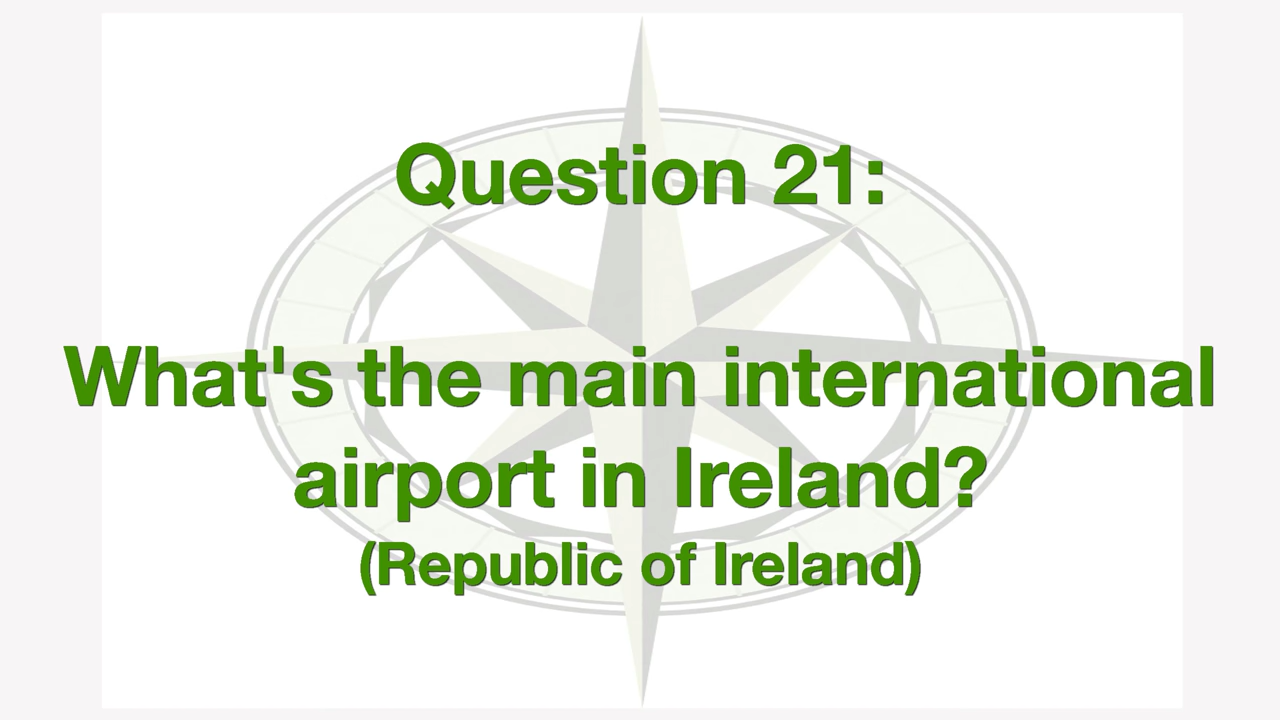 Question 21:
What's the main international
airport in Ireland?
(Republic of Ireland)